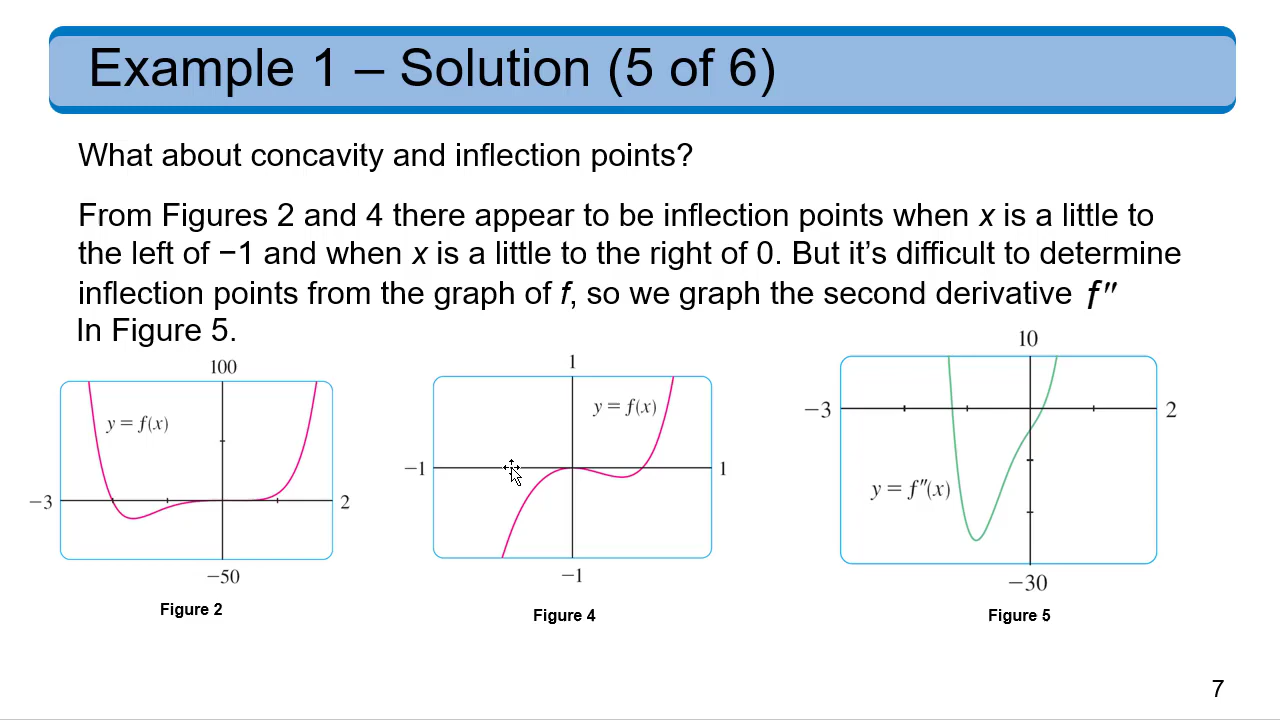 Example 1 – Solution (5 of 6)
What about concavity and inflection points?
From Figures 2 and 4 there appear to be inflection points when x is a little to
the left of −1 and when x is a little to the right of 0. But it’s difficult to determine
inflection points from the graph of f, so we graph the second derivative f″
In Figure 5.
100
y = f(x)
−3
2
−50
Figure 2
1
y = f(x)
−1
1
−1
Figure 4
10
−3
2
y = f″(x)
−30
Figure 5
7